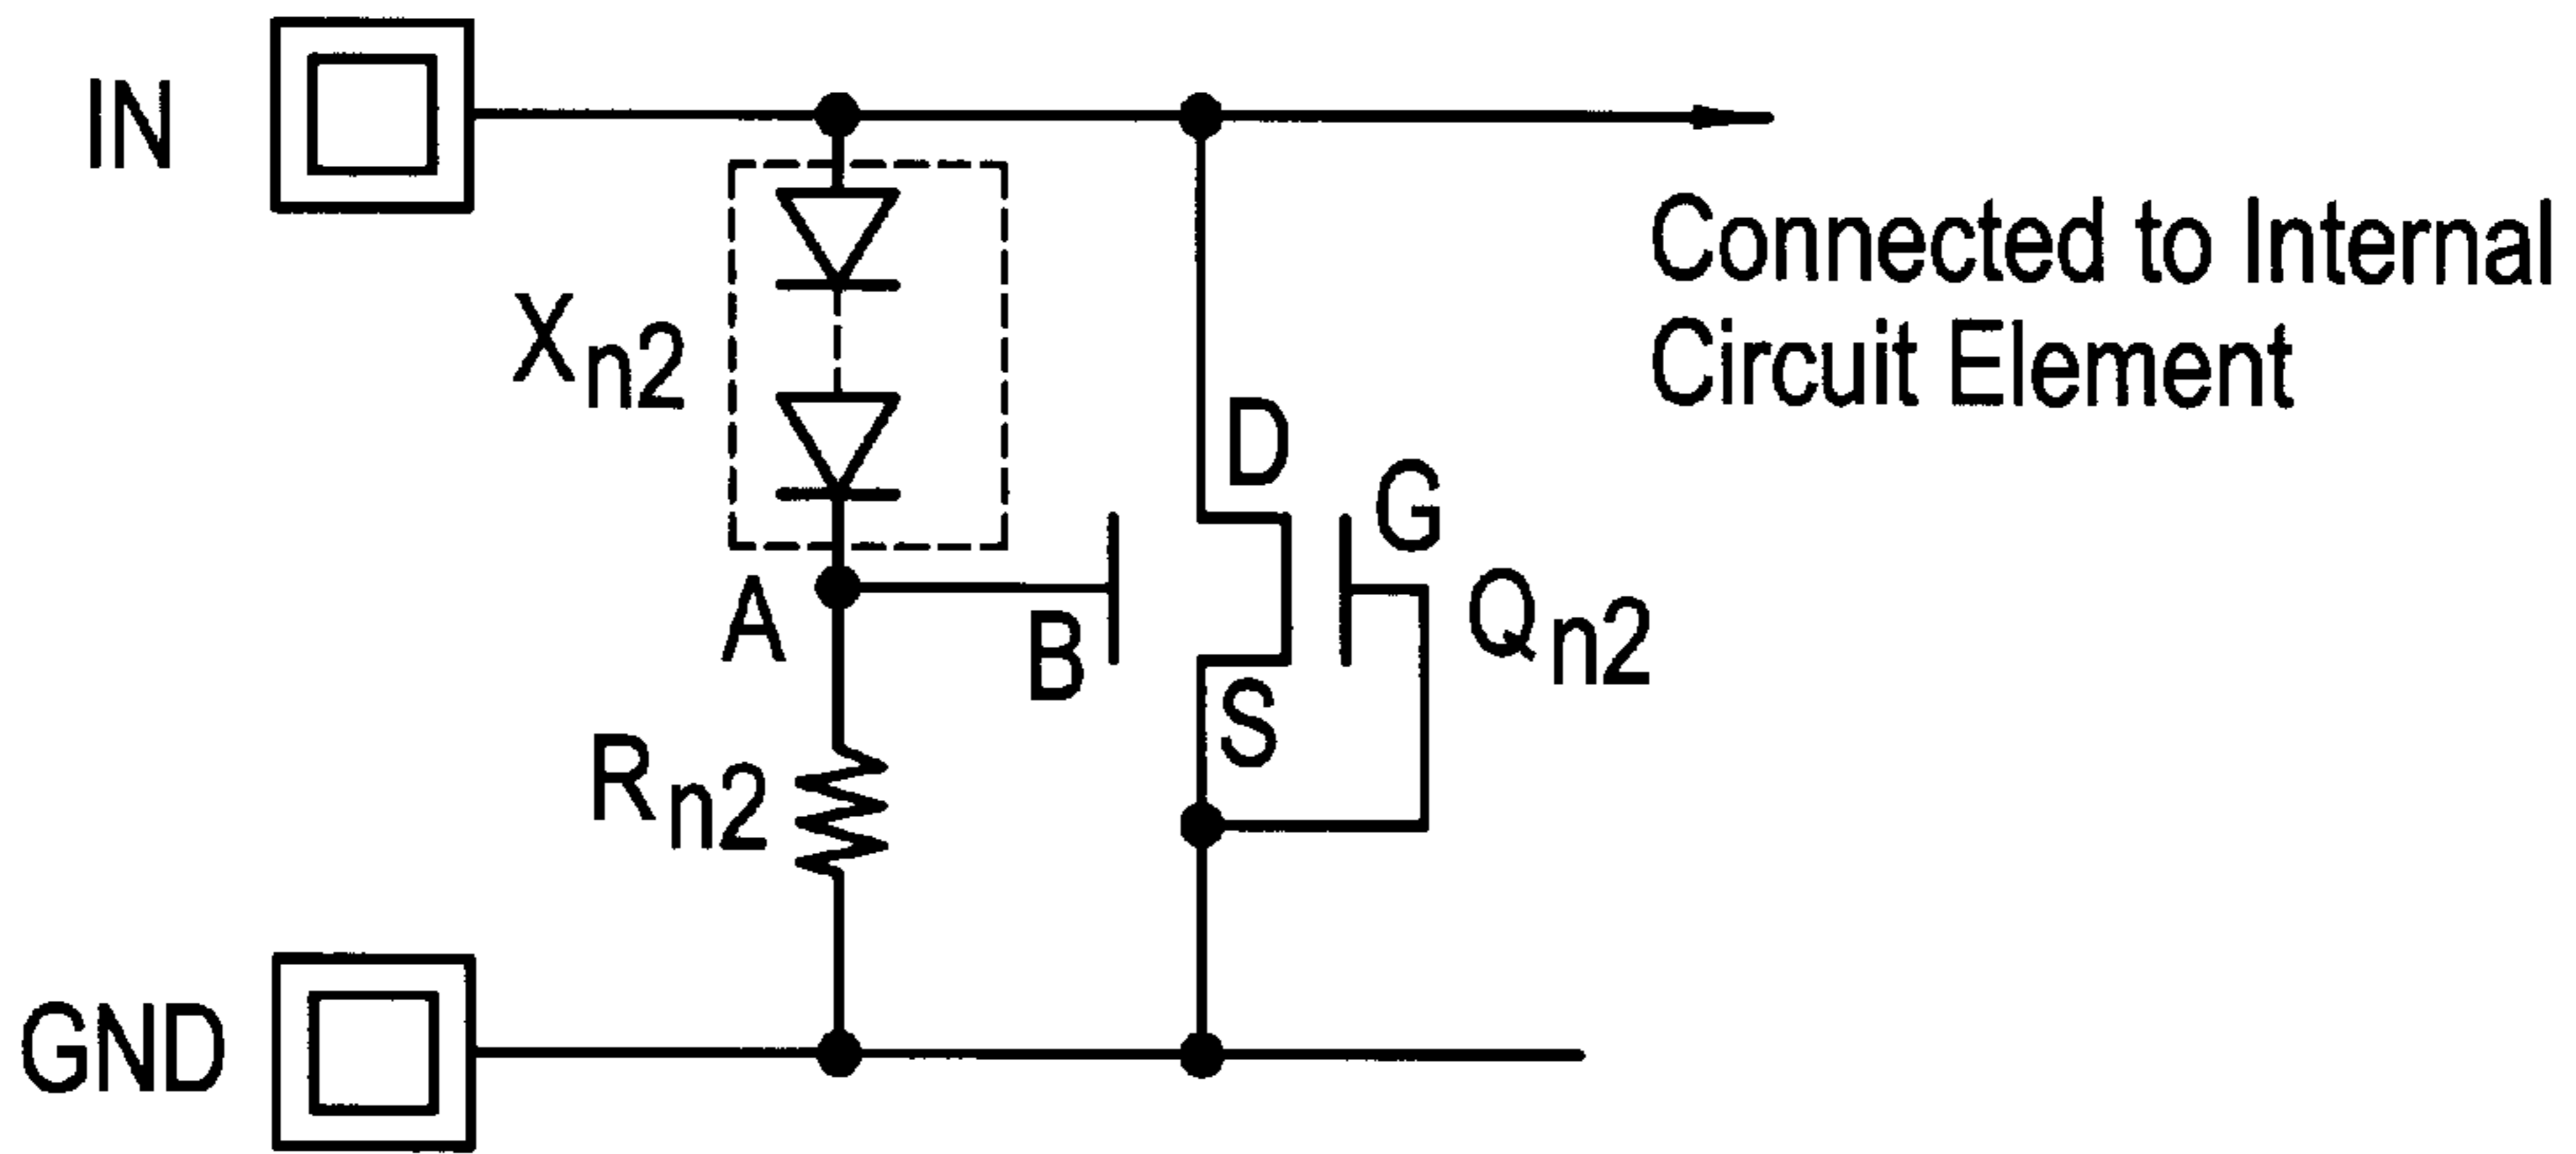 IN
Connected to Internal
Circuit Element
Xn2
D
G
A
B
Qn2
S
Rn2
GND